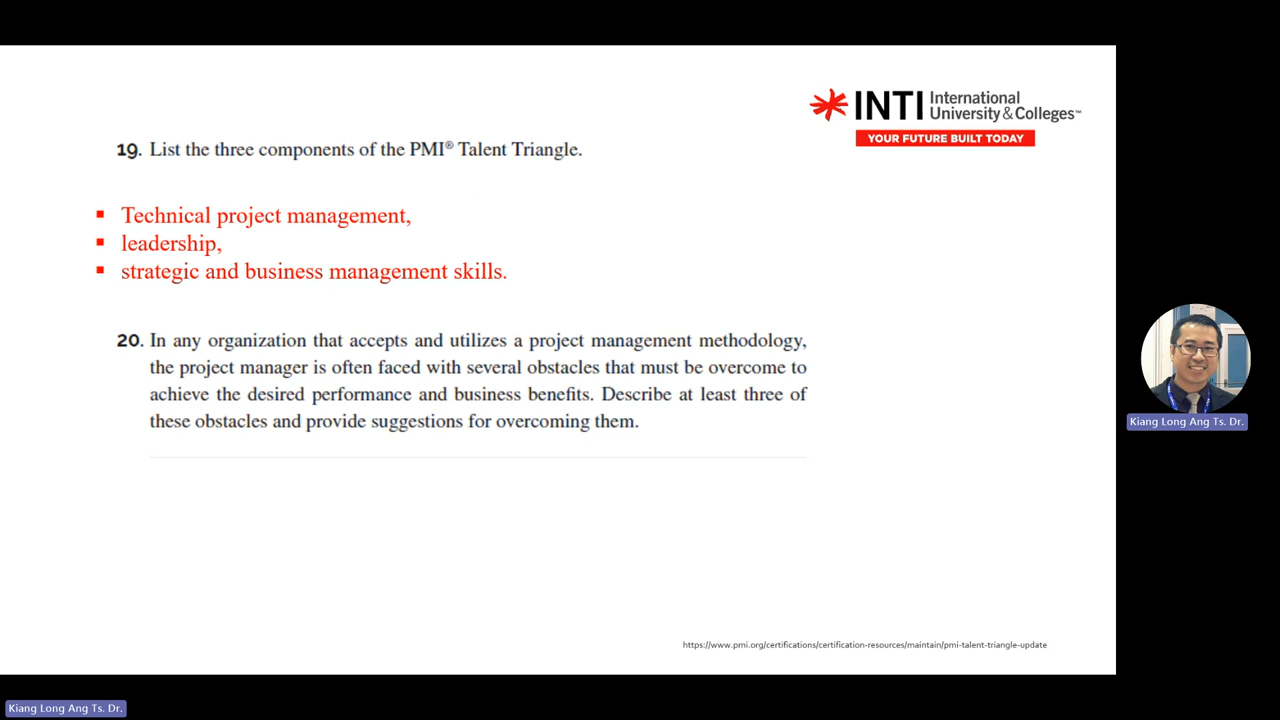 INTI International
University & Colleges™
YOUR FUTURE BUILT TODAY
19. List the three components of the PMI® Talent Triangle.
▪ Technical project management,
▪ leadership,
▪ strategic and business management skills.
20. In any organization that accepts and utilizes a project management methodology,
the project manager is often faced with several obstacles that must be overcome to
achieve the desired performance and business benefits. Describe at least three of
these obstacles and provide suggestions for overcoming them.
Kiang Long Ang Ts. Dr.
https://www.pmi.org/certifications/certification-resources/maintain/pmi-talent-triangle-update
Kiang Long Ang Ts. Dr.